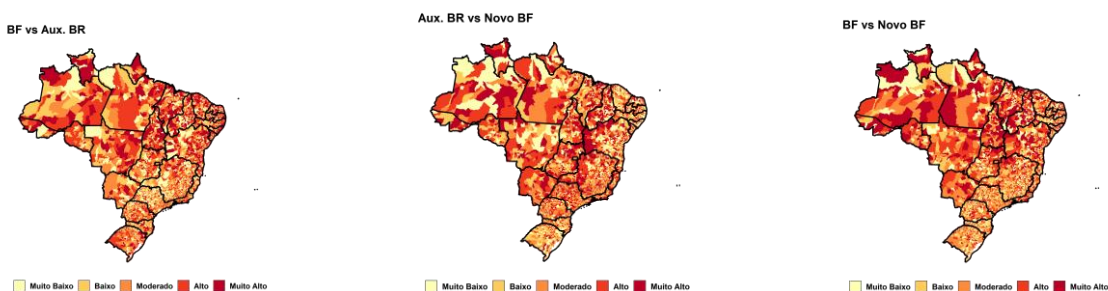 BF vs Aux. BR
Aux. BR vs Novo BF
BF vs Novo BF
Muito Baixo Baixo Moderado Alto Muito Alto
Muito Baixo Baixo Moderado Alto Muito Alto
Muito Baixo Baixo Moderado Alto Muito Alto